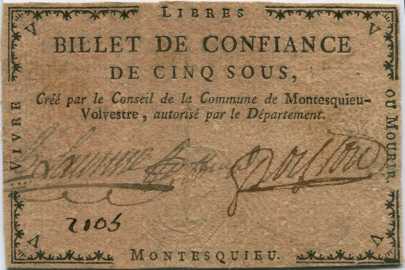 LIBRES
BILLET DE CONFIANCE
DE CINQ SOUS,
Créé par le Conseil de la Commune de Montesquieu-
Volvestre, autorisé par le Département.
VIVRE
OU MOURIR
2105
MONTESQUIEU.